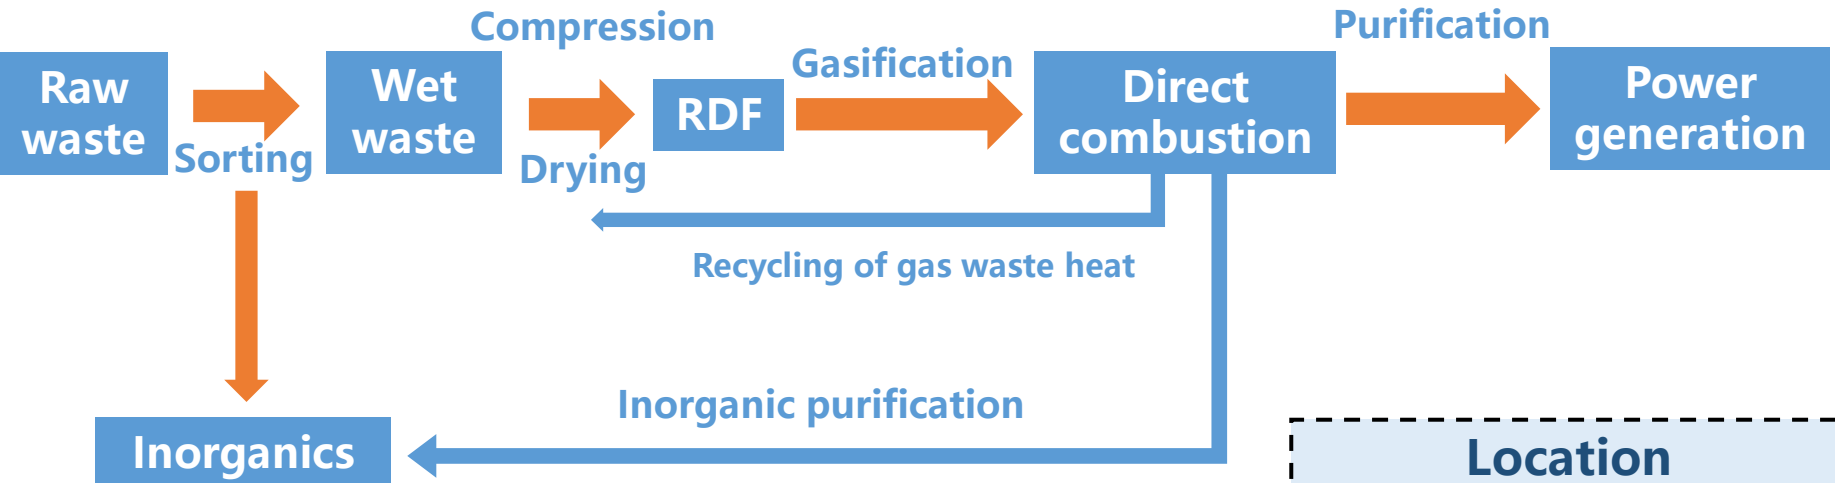 Compression
Purification
Raw
waste
Wet
waste
Gasification
RDF
Direct
combustion
Power
generation
Sorting
Drying
Recycling of gas waste heat
Inorganic purification
Inorganics
Location